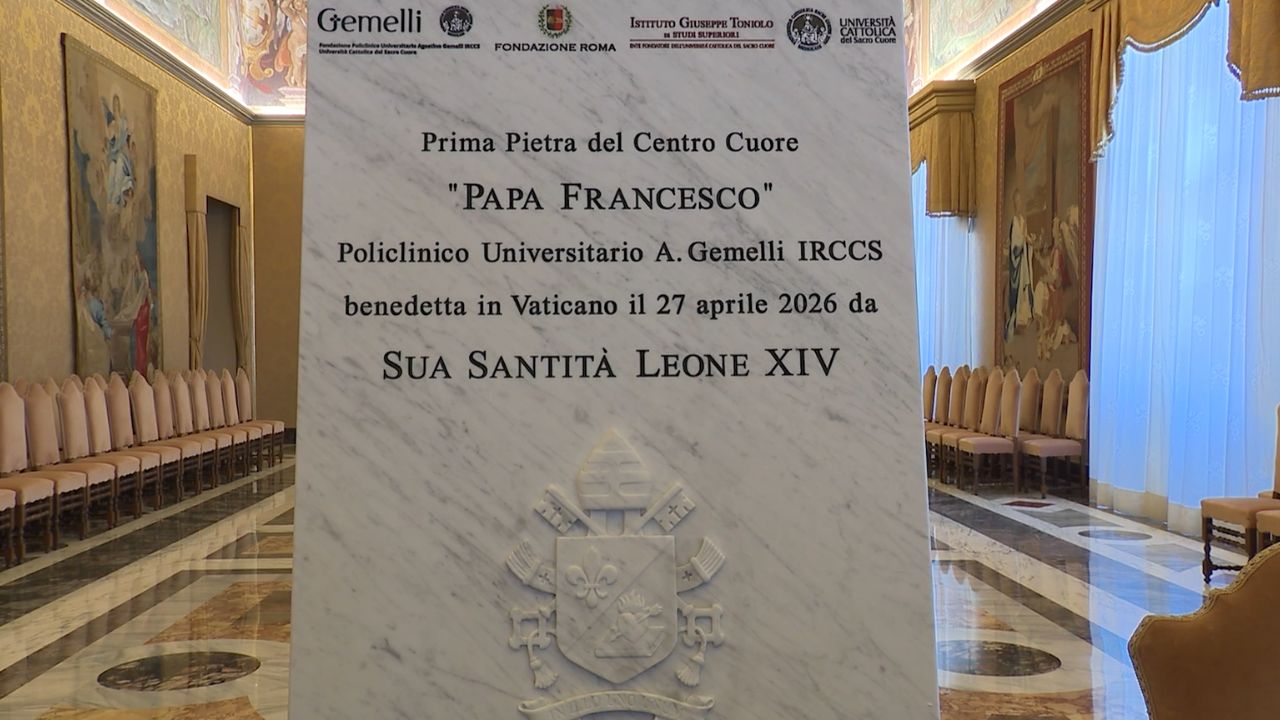 Gemelli
Fondazione Policlinico Universitario Agostino Gemelli IRCCS
Università Cattolica del Sacro Cuore
FONDAZIONE ROMA
ISTITUTO GIUSEPPE TONIOLO
DI STUDI SUPERIORI
ENTE FONDATORE DELL'UNIVERSITÀ CATTOLICA DEL SACRO CUORE
UNIVERSITÀ
CATTOLICA
del Sacro Cuore
Prima Pietra del Centro Cuore
"PAPA FRANCESCO"
Policlinico Universitario A. Gemelli IRCCS
benedetta in Vaticano il 27 aprile 2026 da
SUA SANTITÀ LEONE XIV